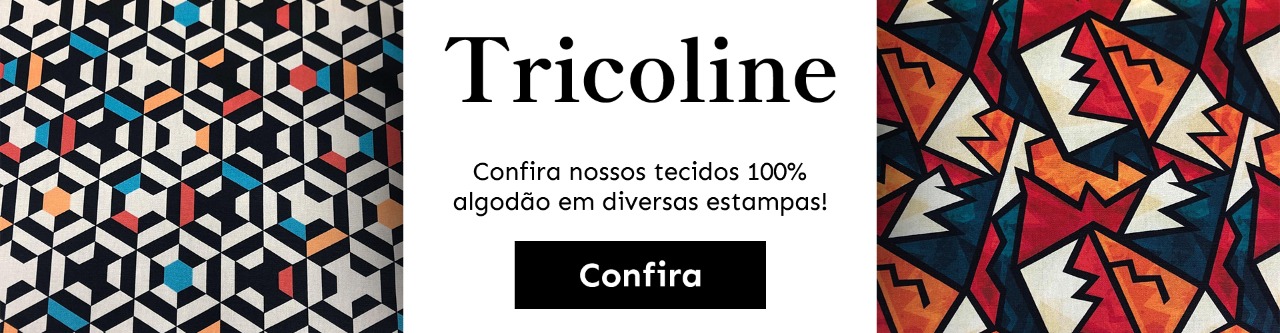 Tricoline
Confira nossos tecidos 100%
algodão em diversas estampas!
Confira